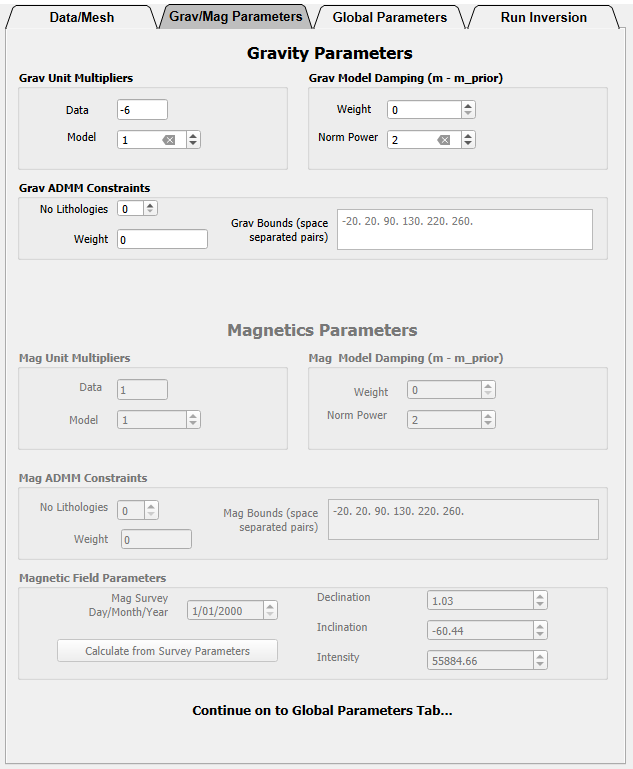 Data/Mesh Grav/Mag Parameters Global Parameters Run Inversion
Gravity Parameters
Grav Unit Multipliers Grav Model Damping (m - m_prior)
Data -6 Weight 0
Model 1 Norm Power 2
Grav ADMM Constraints
No Lithologies 0
Grav Bounds (space
separated pairs)
-20. 20. 90. 130. 220. 260.
Weight 0
Magnetics Parameters
Mag Unit Multipliers Mag Model Damping (m - m_prior)
Data 1 Weight 0
Model 1 Norm Power 2
Mag ADMM Constraints
No Lithologies 0
Mag Bounds (space
separated pairs)
-20. 20. 90. 130. 220. 260.
Weight 0
Magnetic Field Parameters
Mag Survey
Day/Month/Year
1/01/2000
Declination 1.03
Inclination -60.44
Calculate from Survey Parameters
Intensity 55884.66
Continue on to Global Parameters Tab...